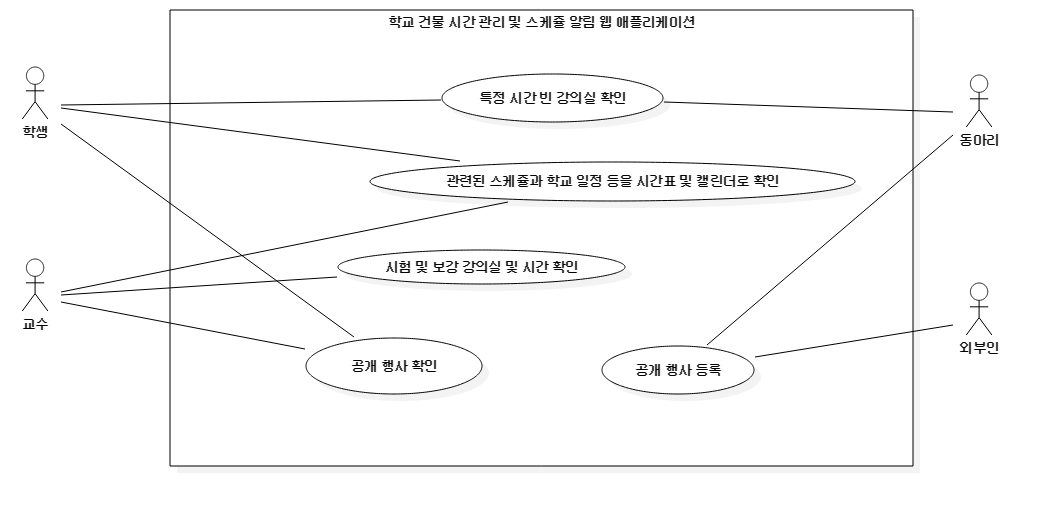 학교 건물 시간 관리 및 스케쥴 알림 웹 애플리케이션
특정 시간 빈 강의실 확인
학생
동아리
관련된 스케쥴과 학교 일정 등을 시간표 및 캘린더로 확인
시험 및 보강 강의실 및 시간 확인
교수
외부인
공개 행사 확인
공개 행사 등록